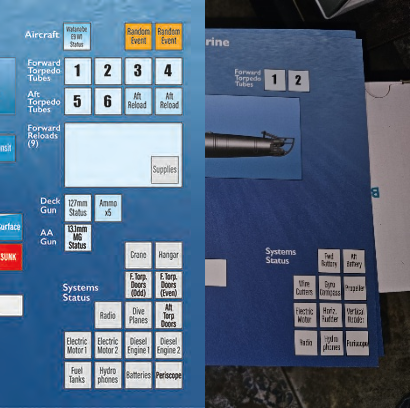 Aircraft
Watanabe
E9W1
Status
Random
Event
Random
Event
Forward
Torpedo
Tubes
1 2 3 4
Aft
Torpedo
Tubes
5 6
Aft
Reload
Aft
Reload
Forward
Reloads
(9)
Supplies
Deck
Gun
127mm
Status
Ammo
x5
AA
Gun
13.1mm
MG
Status
urface
SUNK
Systems
Status
Crane
Hangar
F. Torp.
Doors
(Odd)
F. Torp.
Doors
(Even)
Radio
Dive
Planes
Aft
Torp
Doors
Electric
Motor 1
Electric
Motor 2
Diesel
Engine 1
Diesel
Engine 2
Fuel
Tanks
Hydro
phones
Batteries
Periscope
rine
Forward
Torpedo
Tubes
1 2
Systems
Status
Fwd
Battery
Aft
Battery
Wire
Cutters
Gyro
Compass
Propeller
Electric
Motor
Horiz.
Rudder
Vertical
Rudder
Radio
Hydro
phones
Periscope